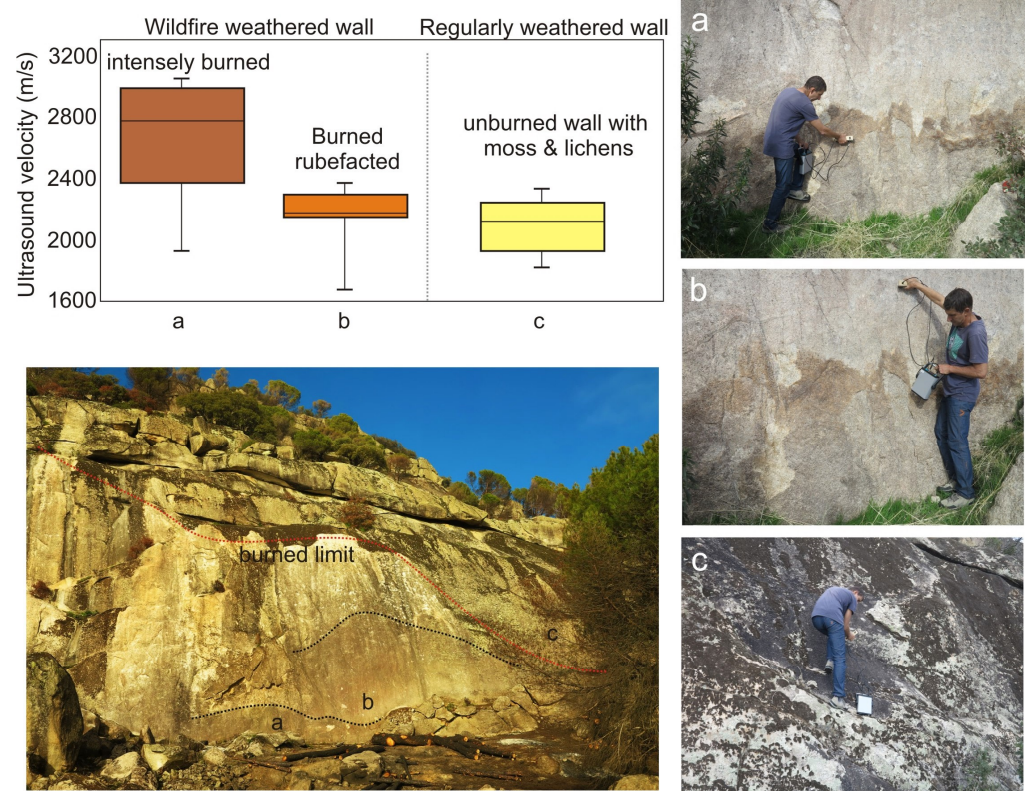 Wildfire weathered wall
Regularly weathered wall
Ultrasound velocity (m/s)
3200
2800
2400
2000
1600
intensely burned
Burned
rubefacted
unburned wall with
moss & lichens
a
b
c
burned limit
c
b
a
a
b
c